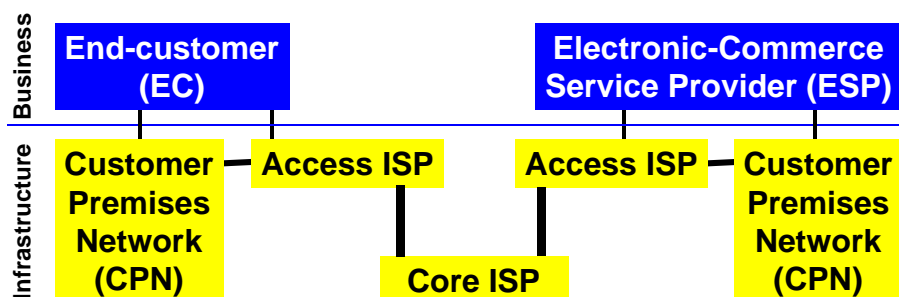 Business
End-customer
(EC)
Electronic-Commerce
Service Provider (ESP)
Infrastructure
Customer
Premises
Network
(CPN)
Access ISP
Core ISP
Access ISP
Customer
Premises
Network
(CPN)